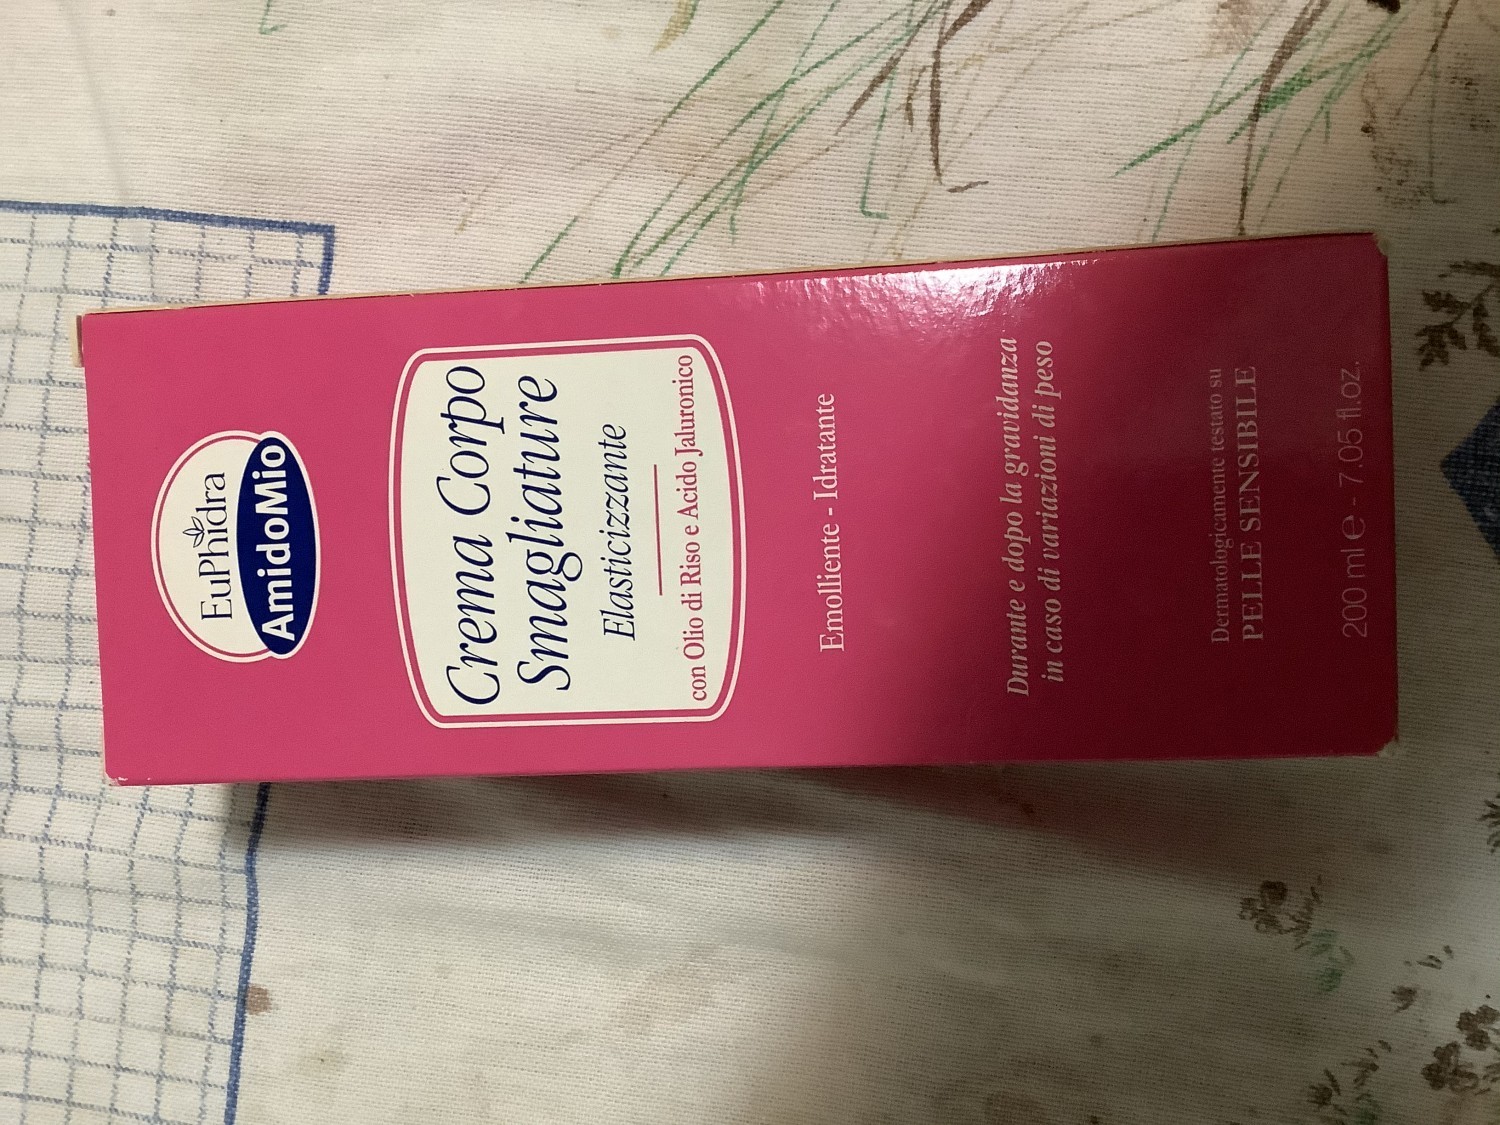 EuPhidra
AmidoMio
Crema Corpo
Smagliature
Elasticizzante
con Olio di Riso e Acido Jaluronico
Emolliente - Idratante
Durante e dopo la gravidanza
in caso di variazioni di peso
Dermatologicamente testato su
PELLE SENSIBILE
200 ml ℮ - 7.05 fl.oz.